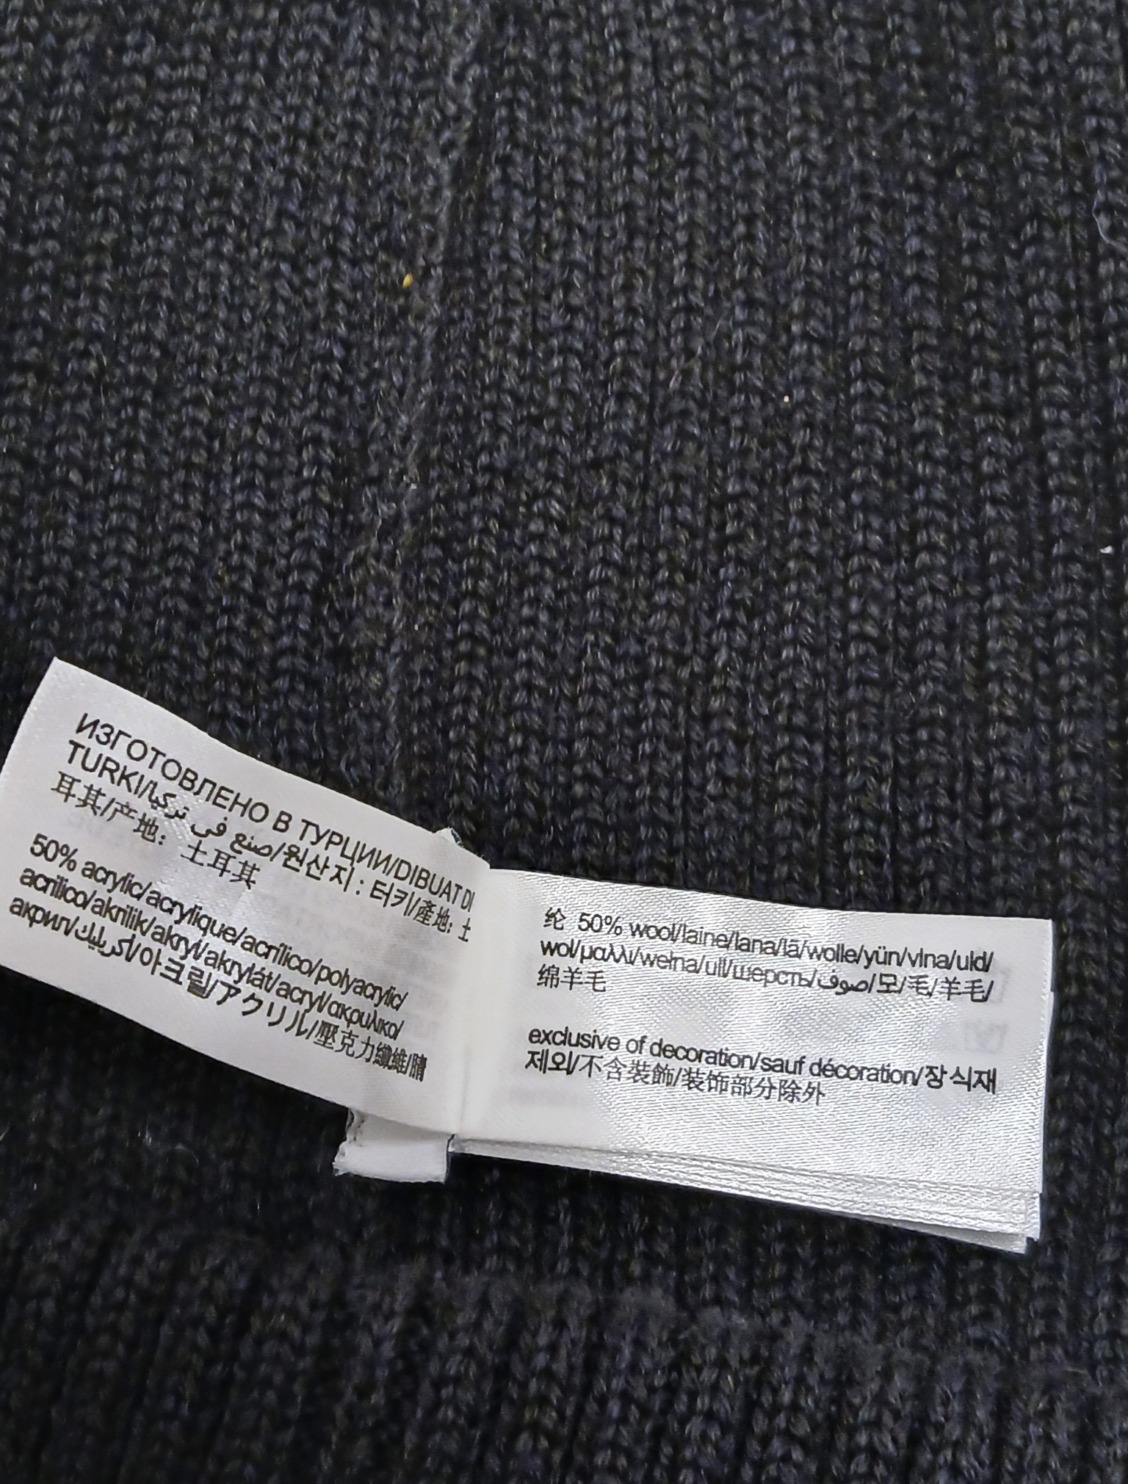 ИЗГОТОВЛЕНО В ТУРЦИИ/DIBUAT DI
TURKI/صنع في تركيا/원산지 : 터키/產地: 土
耳其/产地: 土耳其
50% acrylic/acrylique/acrílico/polyacrylic/
acrilico/akrilik/akryl/akrylát/acryl/ακρυλικο/
акрил/اكريليك/아크릴/アクリル/壓克力纖維/腈
纶 50% wool/laine/lana/lã/wolle/yün/vlna/uld/
wol/μαλλι/wełna/ull/шерсть/صوف/모/毛/羊毛/
绵羊毛
exclusive of decoration/sauf décoration/장식재
제외/不含裝飾/装饰部分除外